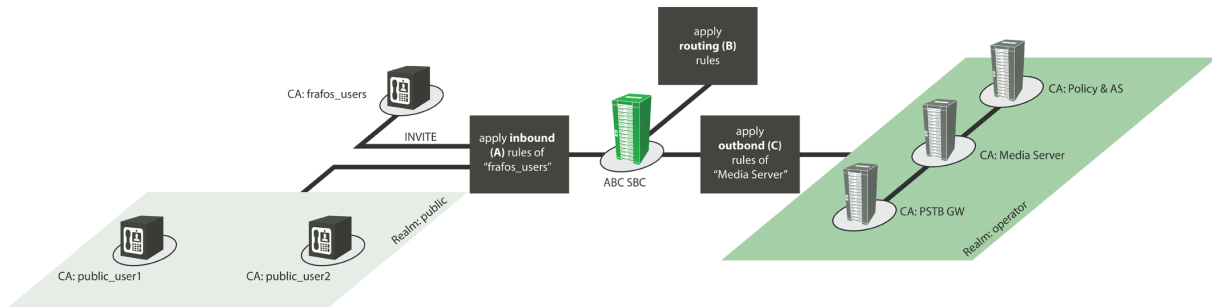 apply
routing (B)
rules
CA: frafos_users
INVITE
apply inbound
(A) rules of
“frafos_users”
ABC SBC
apply
outbond (C)
rules of
“Media Server”
CA: Policy & AS
CA: Media Server
CA: PSTB GW
Realm: operator
Realm: public
CA: public_user1
CA: public_user2